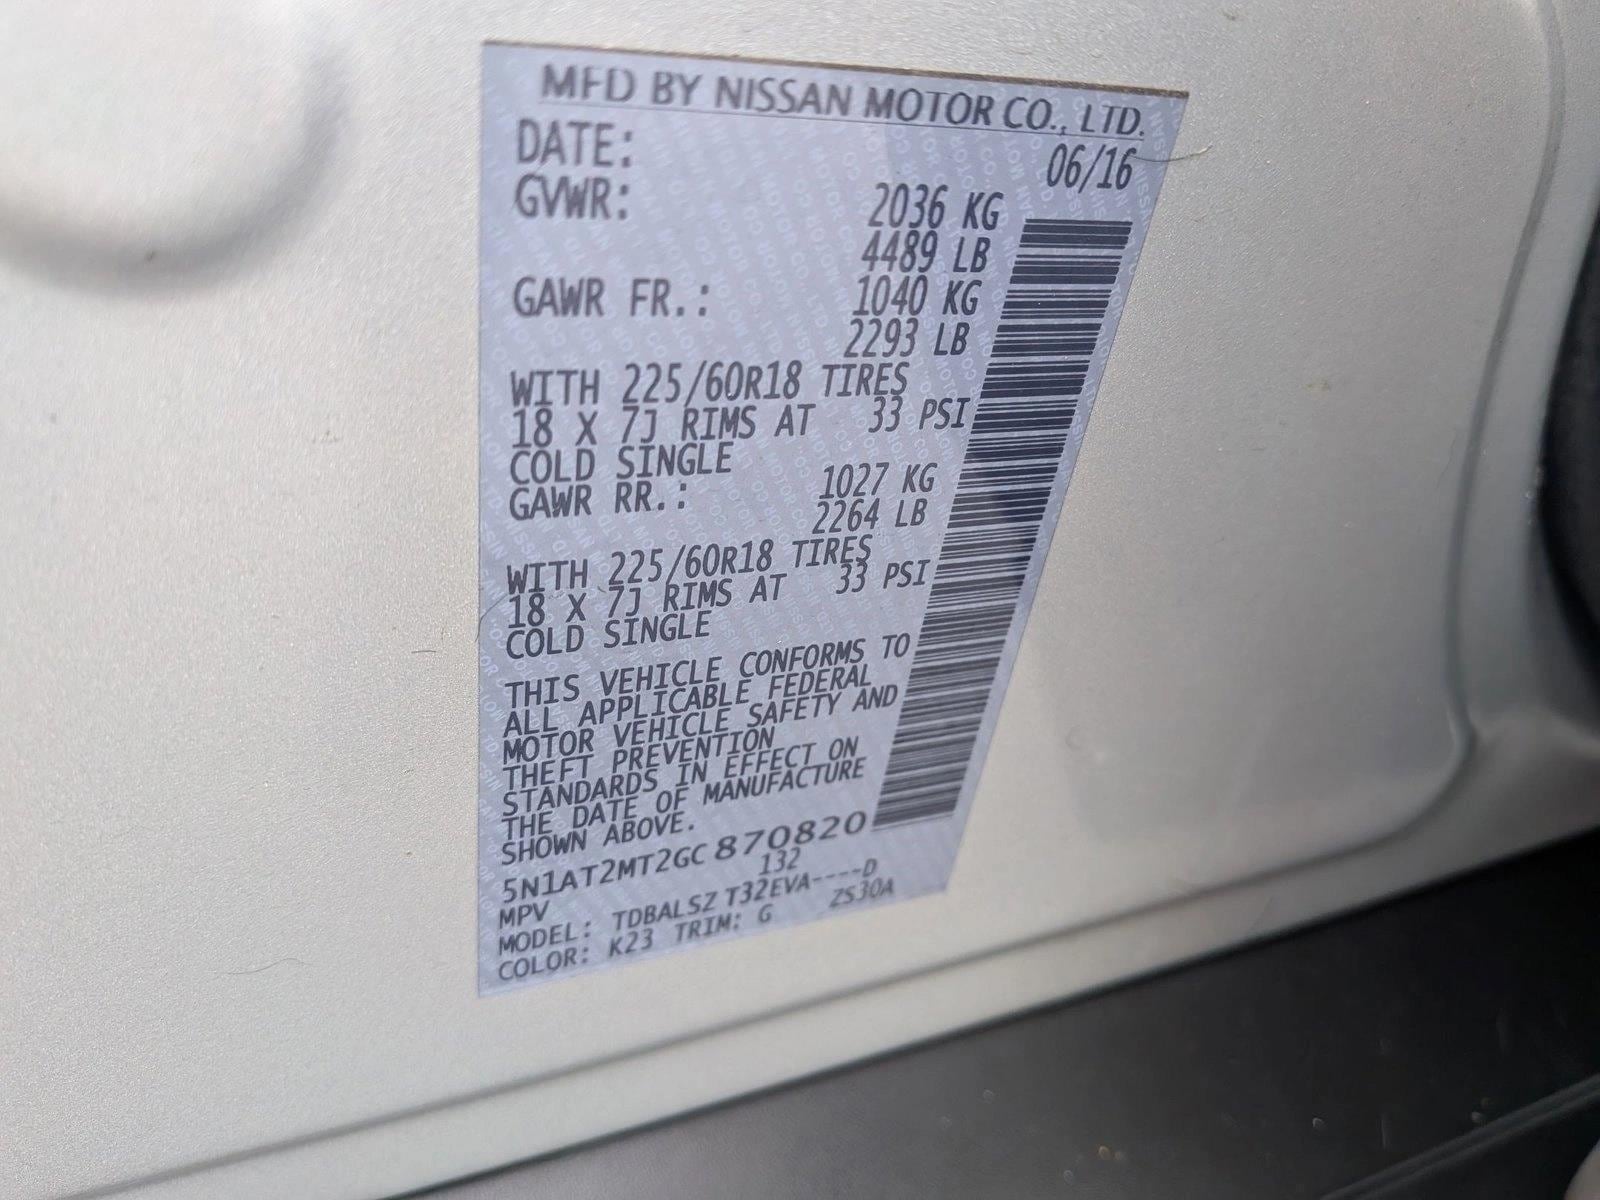 MFD BY NISSAN MOTOR CO., LTD.
DATE: 06/16
GVWR: 2036 KG
4489 LB
GAWR FR.: 1040 KG
2293 LB
WITH 225/60R18 TIRES
18 X 7J RIMS AT 33 PSI
COLD SINGLE
GAWR RR.: 1027 KG
2264 LB
WITH 225/60R18 TIRES
18 X 7J RIMS AT 33 PSI
COLD SINGLE
THIS VEHICLE CONFORMS TO
ALL APPLICABLE FEDERAL
MOTOR VEHICLE SAFETY AND
THEFT PREVENTION
STANDARDS IN EFFECT ON
THE DATE OF MANUFACTURE
SHOWN ABOVE.
5N1AT2MT2GC870820
MPV 132
MODEL: TDBALSZ T32EVA----D
COLOR: K23 TRIM: G ZS30A